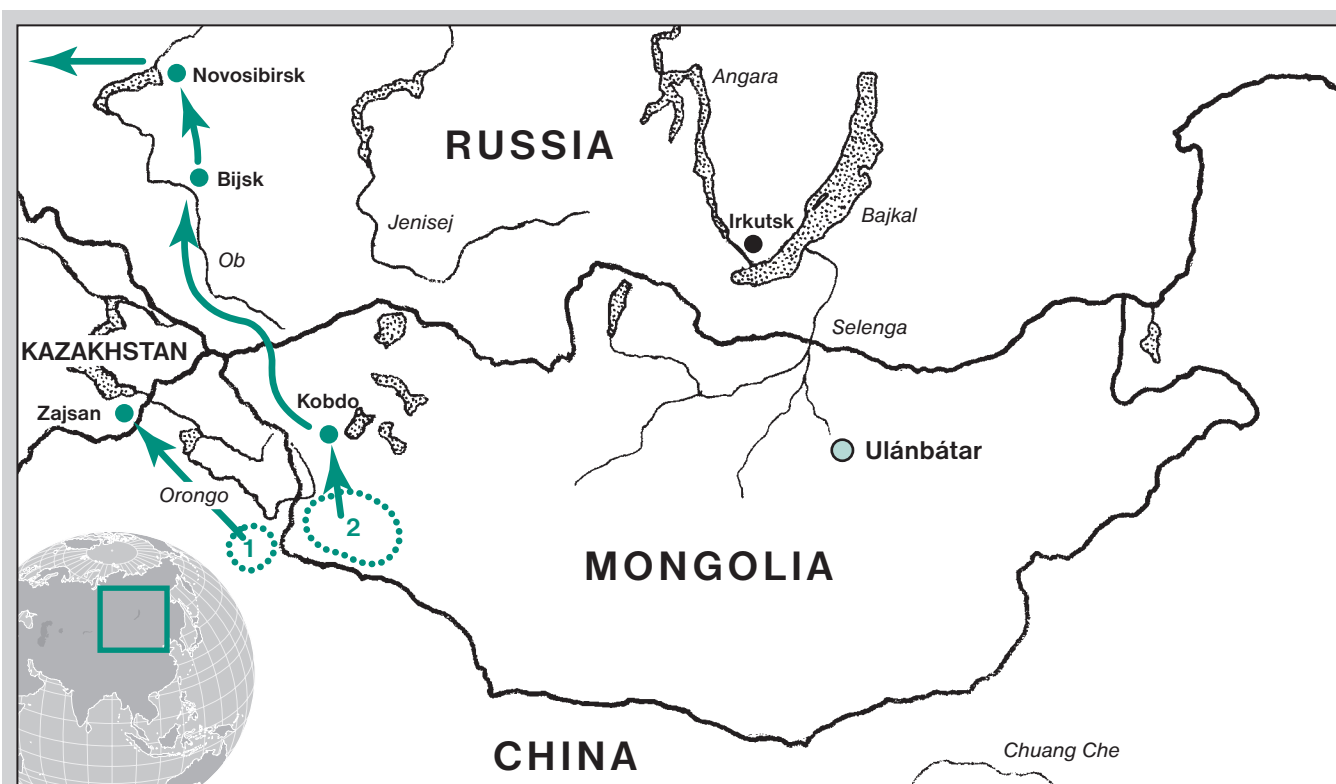 Novosibirsk
Angara
RUSSIA
Bijsk
Irkutsk
Bajkal
Jenisej
Ob
Selenga
KAZAKHSTAN
Zajsan
Kobdo
Ulánbátar
Orongo
2
1
MONGOLIA
CHINA
Chuang Che